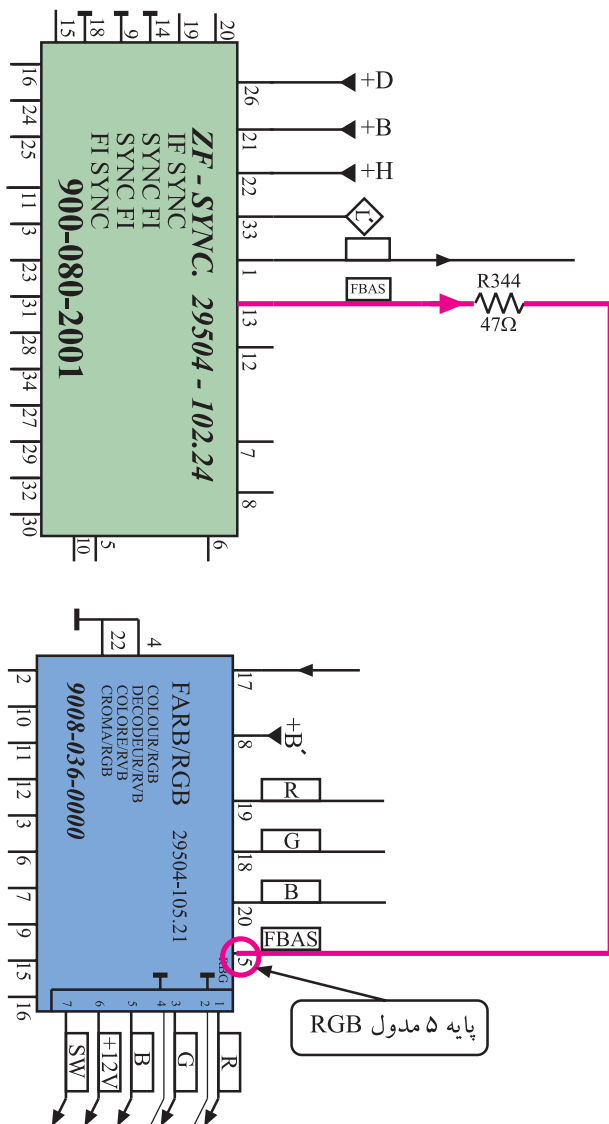 15
18
9
14
19
20
16
24
25
11
3
23
31
28
34
27
29
32
30
26
21
22
33
1
13
12
7
8
10
5
6
ZF - SYNC. 29504 - 102.24
IF SYNC
SYNC FI
SYNC FI
FI SYNC
900-080-2001
+D
+B
+H
L'
FBAS
R344
47Ω
22
4
2
10
11
12
3
6
7
9
15
16
17
8
19
18
20
5
+B'
R
G
B
FBAS
FARB/RGB
29504-105.21
COLOUR/RGB
DECODEUR/RVB
COLORE/RVB
CROMA/RGB
9008-036-0000
RBG
7
6
5
4
3
2
1
SW
+12V
B
G
R
پایه ۵ مدول RGB